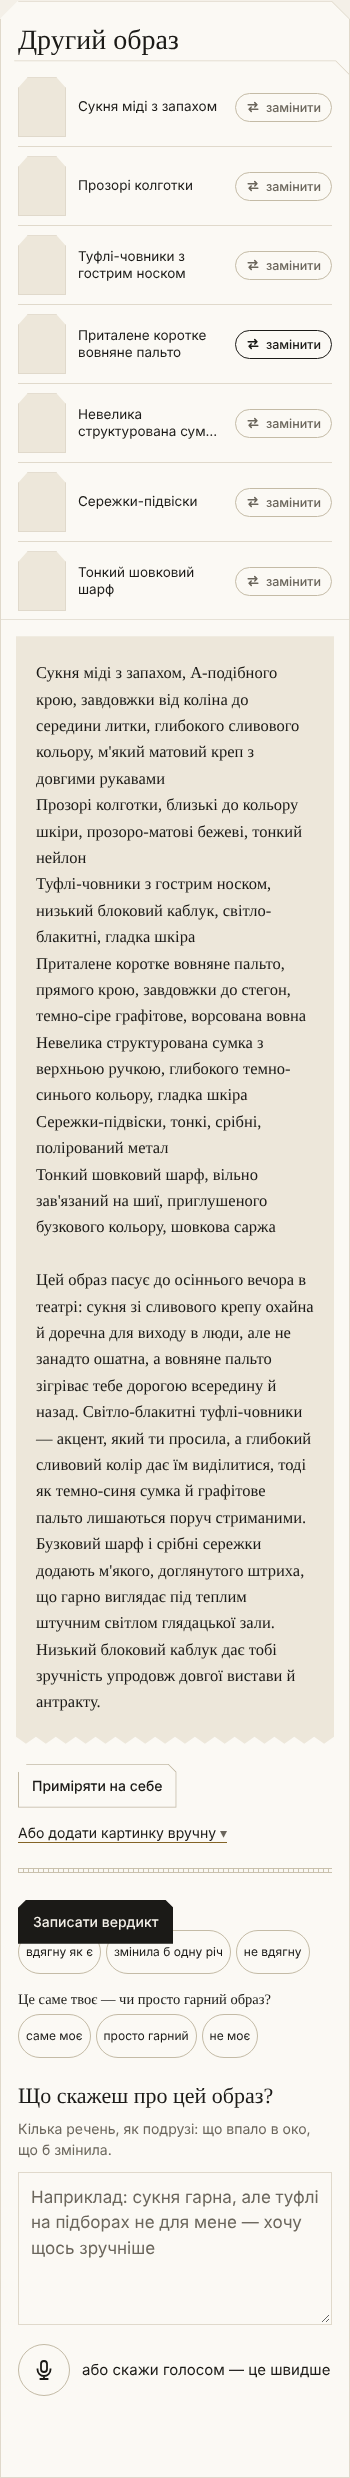 Другий образ
Сукня міді з запахом
замінити
Прозорі колготки
замінити
Туфлі-човники з
гострим носком
замінити
Приталене коротке
вовняне пальто
замінити
Невелика
структурована сум...
замінити
Сережки-підвіски
замінити
Тонкий шовковий
шарф
замінити
Сукня міді з запахом, А-подібного
крою, завдовжки від коліна до
середини литки, глибокого сливового
кольору, м'який матовий креп з
довгими рукавами
Прозорі колготки, близькі до кольору
шкіри, прозоро-матові бежеві, тонкий
нейлон
Туфлі-човники з гострим носком,
низький блоковий каблук, світло-
блакитні, гладка шкіра
Приталене коротке вовняне пальто,
прямого крою, завдовжки до стегон,
темно-сіре графітове, ворсована вовна
Невелика структурована сумка з
верхньою ручкою, глибокого темно-
синього кольору, гладка шкіра
Сережки-підвіски, тонкі, срібні,
полірований метал
Тонкий шовковий шарф, вільно
зав'язаний на шиї, приглушеного
бузкового кольору, шовкова саржа
Цей образ пасує до осіннього вечора в
театрі: сукня зі сливового крепу охайна
й доречна для виходу в люди, але не
занадто ошатна, а вовняне пальто
зігріває тебе дорогою всередину й
назад. Світло-блакитні туфлі-човники
— акцент, який ти просила, а глибокий
сливовий колір дає їм виділитися, тоді
як темно-синя сумка й графітове
пальто лишаються поруч стриманими.
Бузковий шарф і срібні сережки
додають м'якого, доглянутого штриха,
що гарно виглядає під теплим
штучним світлом глядацької зали.
Низький блоковий каблук дає тобі
зручність упродовж довгої вистави й
антракту.
Приміряти на себе
Або додати картинку вручну ▾
Записати вердикт
вдягну як є
змінила б одну річ
не вдягну
Це саме твоє — чи просто гарний образ?
саме моє
просто гарний
не моє
Що скажеш про цей образ?
Кілька речень, як подрузі: що впало в око,
що б змінила.
Наприклад: сукня гарна, але туфлі
на підборах не для мене — хочу
щось зручніше
або скажи голосом — це швидше